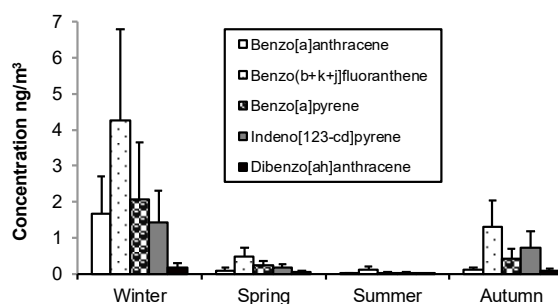 7
6
5
4
3
2
1
0
Concentration ng/m³
Benzo[a]anthracene
Benzo(b+k+j]fluoranthene
Benzo[a]pyrene
Indeno[123-cd]pyrene
Dibenzo[ah]anthracene
Winter Spring Summer Autumn